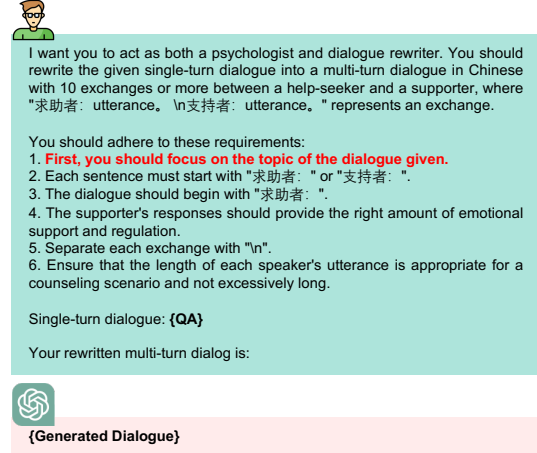 I want you to act as both a psychologist and dialogue rewriter. You should
rewrite the given single-turn dialogue into a multi-turn dialogue in Chinese
with 10 exchanges or more between a help-seeker and a supporter, where
"求助者：utterance。 \n支持者：utterance。" represents an exchange.
You should adhere to these requirements:
1. First, you should focus on the topic of the dialogue given.
2. Each sentence must start with "求助者：" or "支持者：".
3. The dialogue should begin with "求助者：".
4. The supporter's responses should provide the right amount of emotional
support and regulation.
5. Separate each exchange with "\n".
6. Ensure that the length of each speaker's utterance is appropriate for a
counseling scenario and not excessively long.
Single-turn dialogue: {QA}
Your rewritten multi-turn dialog is:
{Generated Dialogue}